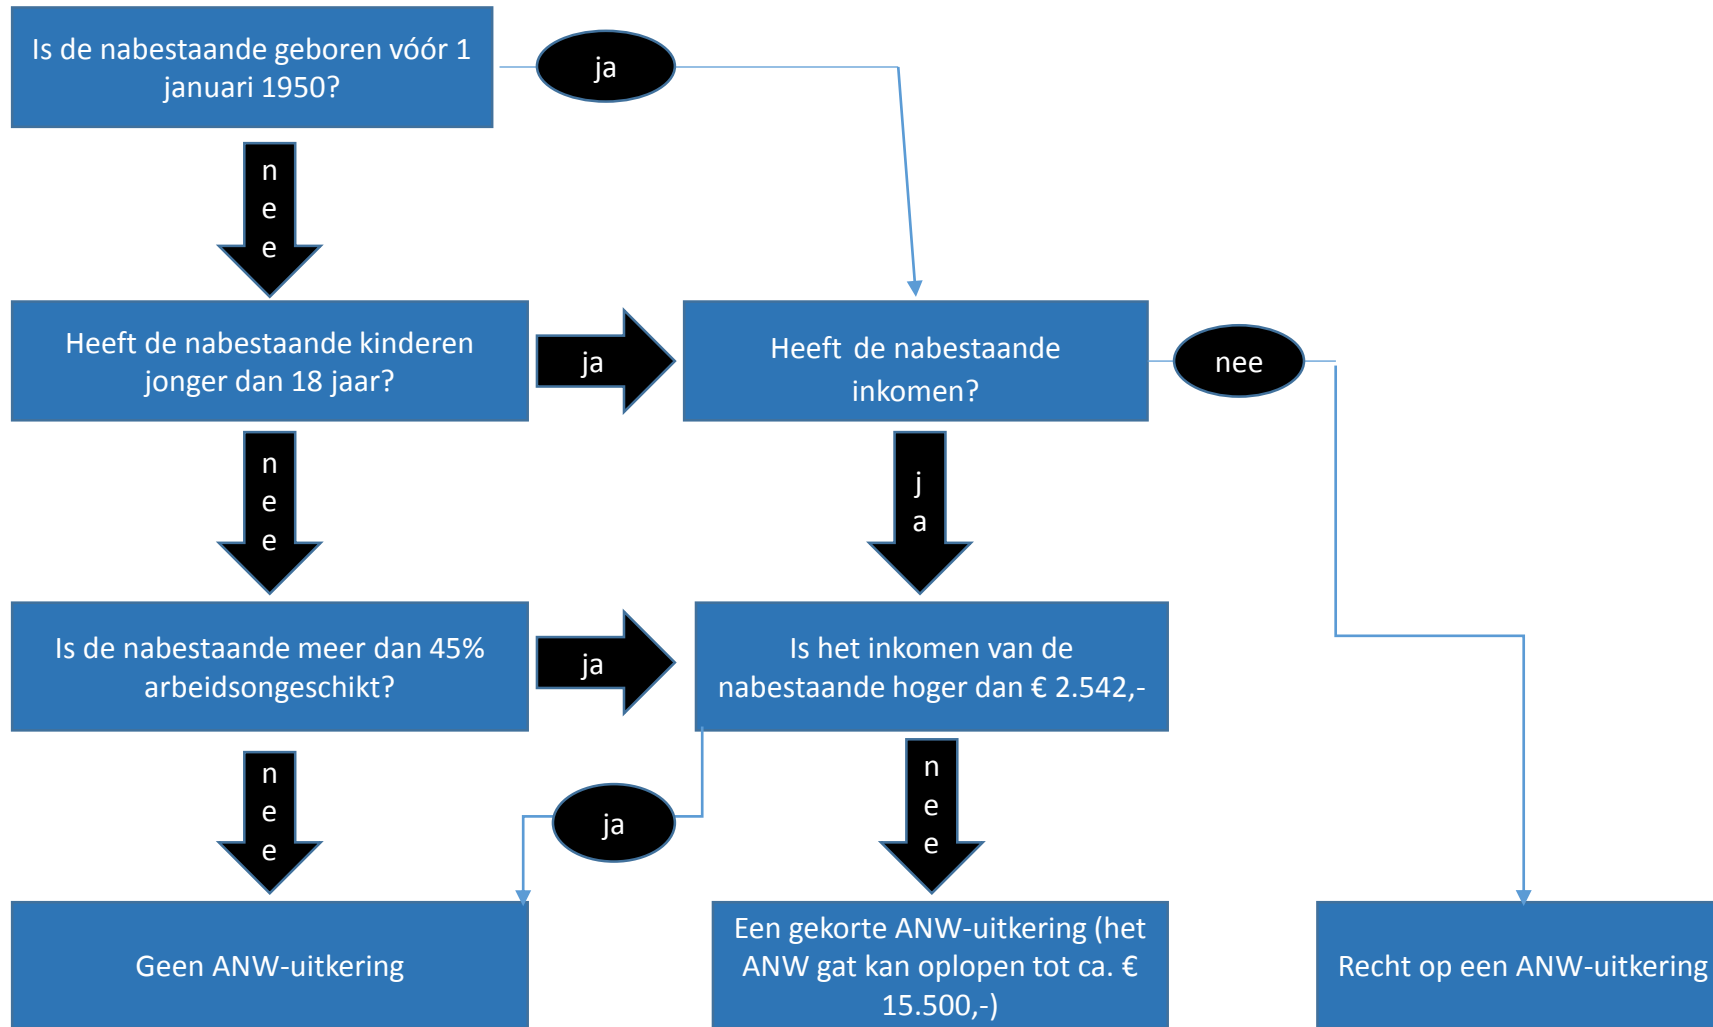 Is de nabestaande geboren vóór 1
januari 1950?
ja
n
e
e
Heeft de nabestaande kinderen
jonger dan 18 jaar?
ja
Heeft de nabestaande
inkomen?
nee
n
e
e
j
a
Is de nabestaande meer dan 45%
arbeidsongeschikt?
ja
Is het inkomen van de
nabestaande hoger dan € 2.542,-
n
e
e
ja
n
e
e
Geen ANW-uitkering
Een gekorte ANW-uitkering (het
ANW gat kan oplopen tot ca. €
15.500,-)
Recht op een ANW-uitkering